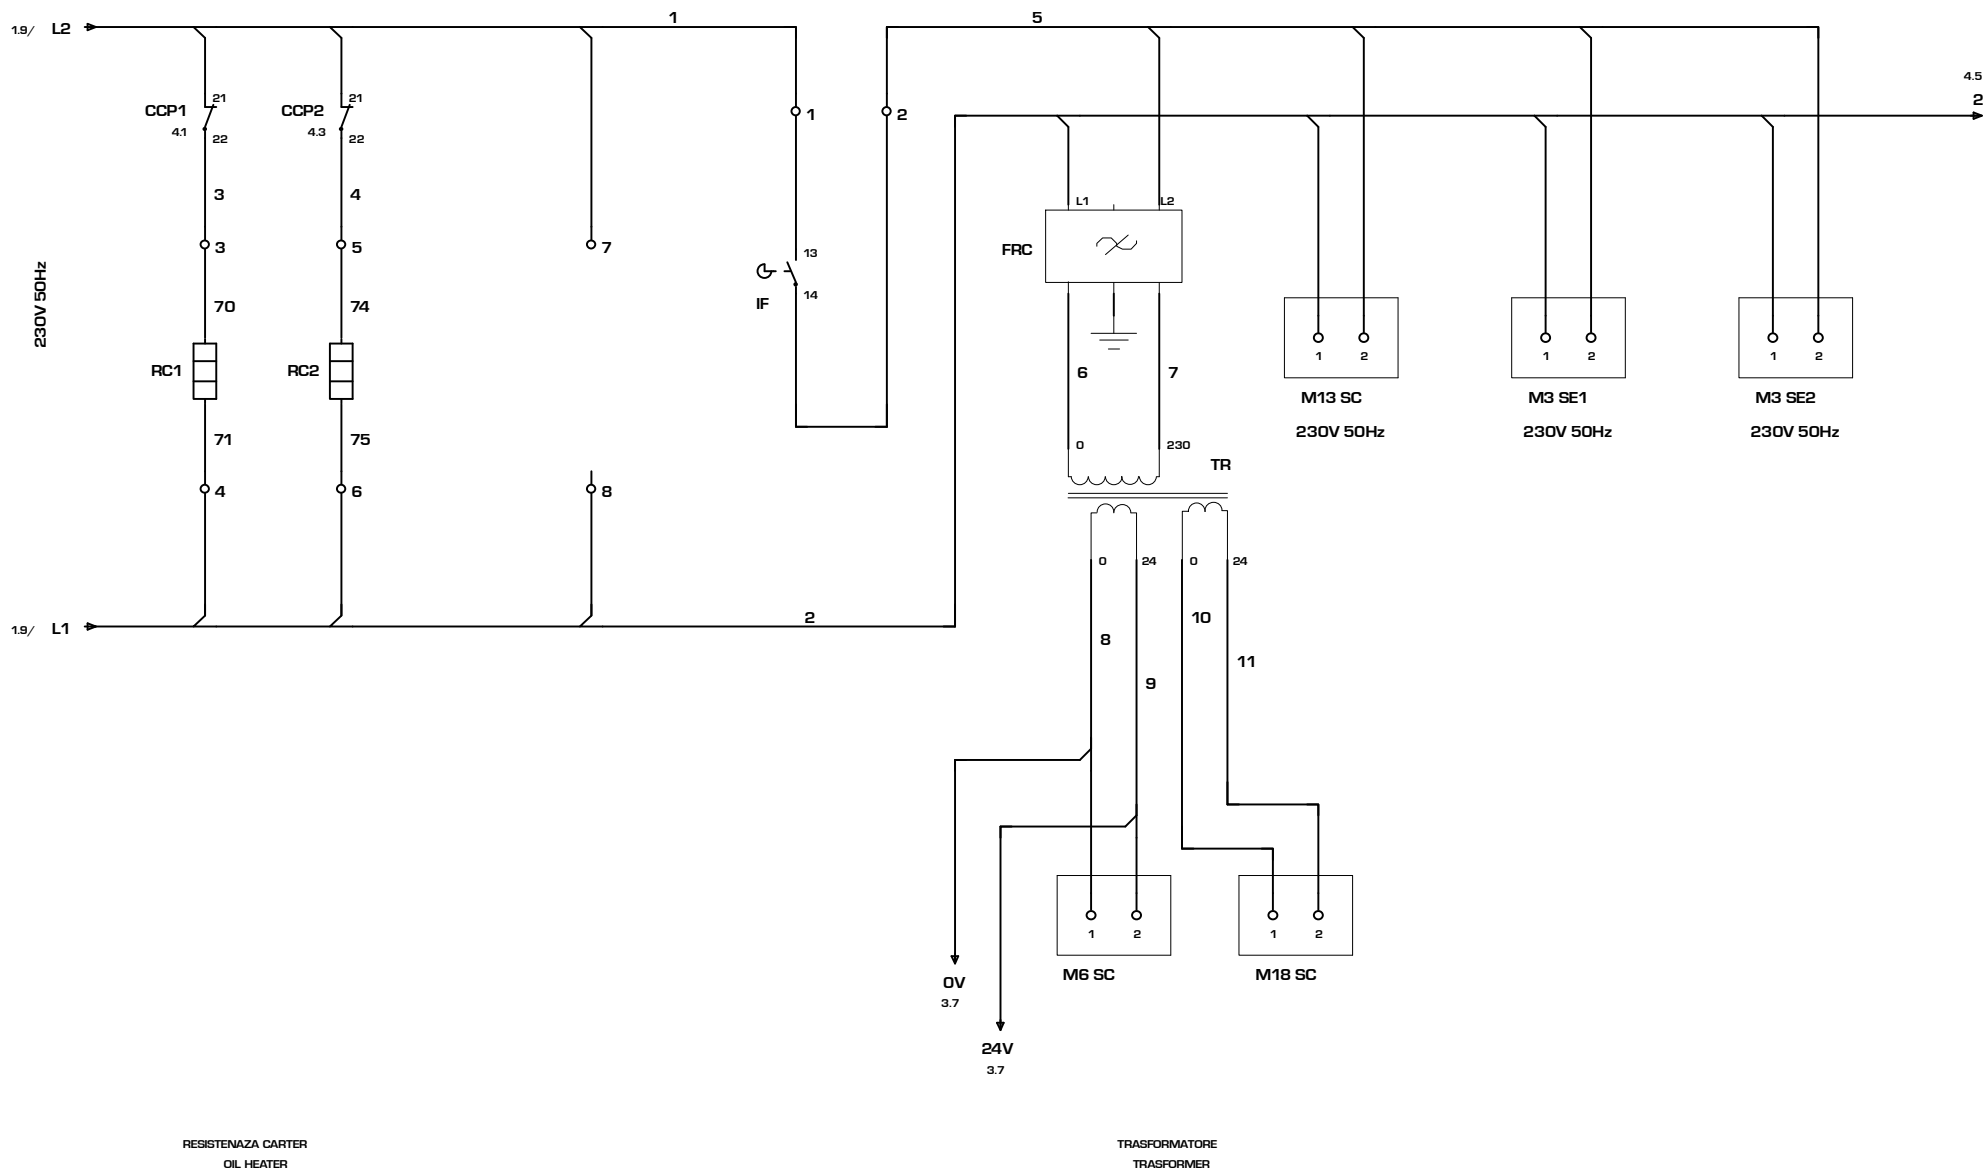 1 5
1.9/ L2
4.5
2
CCP1 21
4.1 22
CCP2 21
4.3 22
1 2
3 4
L1 L2
3 5 7
FRC
13
IF 14
230V 50Hz
70 74
RC1 RC2
1 2 1 2 1 2
6 7
M13 SC M3 SE1 M3 SE2
230V 50Hz 230V 50Hz 230V 50Hz
71 75
0 230
TR
4 6 8
0 24 0 24
1.9/ L1
2
10
8
11
9
1 2 1 2
M6 SC M18 SC
0V
3.7
24V
3.7
RESISTENAZA CARTER TRASFORMATORE
OIL HEATER TRASFORMER